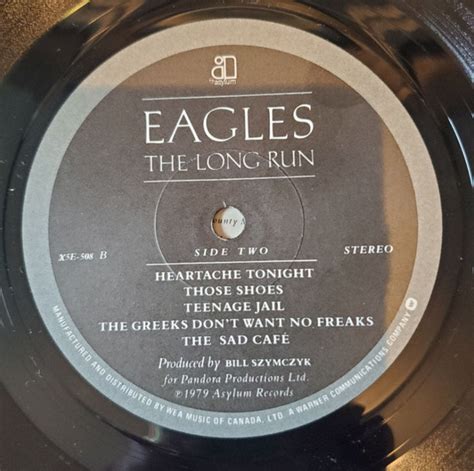 asylum
EAGLES
THE LONG RUN
SIDE TWO
X5E-508 B
STEREO
HEARTACHE TONIGHT
THOSE SHOES
TEENAGE JAIL
THE GREEKS DON'T WANT NO FREAKS
THE SAD CAFÉ
Produced by BILL SZYMCZYK
for Pandora Productions Ltd.
℗1979 Asylum Records
MANUFACTURED AND DISTRIBUTED BY WEA MUSIC OF CANADA, LTD. A WARNER COMMUNICATIONS COMPANY